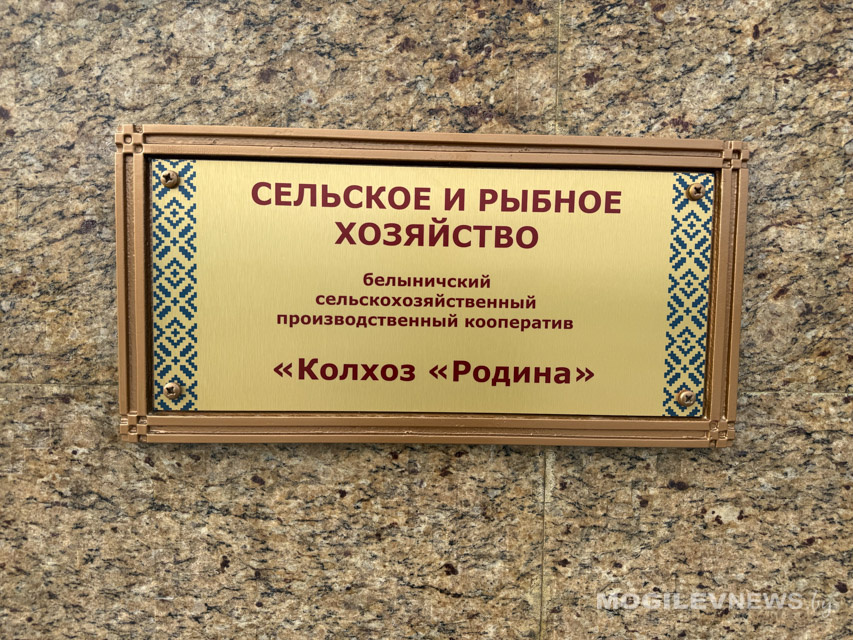 СЕЛЬСКОЕ И РЫБНОЕ
ХОЗЯЙСТВО
белыничский
сельскохозяйственный
производственный кооператив
«Колхоз «Родина»
MOGILEVNEWS.by